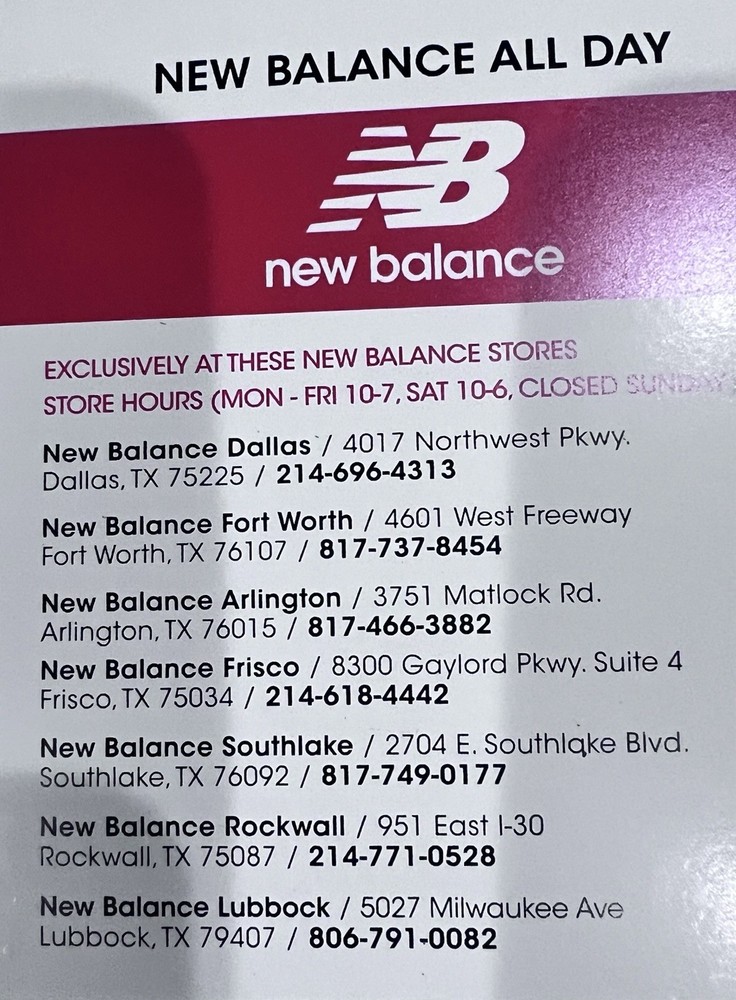 NEW BALANCE ALL DAY
NB
new balance
EXCLUSIVELY AT THESE NEW BALANCE STORES
STORE HOURS (MON - FRI 10-7, SAT 10-6, CLOSED SUNDAY
New Balance Dallas / 4017 Northwest Pkwy.
Dallas, TX 75225 / 214-696-4313
New Balance Fort Worth / 4601 West Freeway
Fort Worth, TX 76107 / 817-737-8454
New Balance Arlington / 3751 Matlock Rd.
Arlington, TX 76015 / 817-466-3882
New Balance Frisco / 8300 Gaylord Pkwy. Suite 4
Frisco, TX 75034 / 214-618-4442
New Balance Southlake / 2704 E. Southlake Blvd.
Southlake, TX 76092 / 817-749-0177
New Balance Rockwall / 951 East I-30
Rockwall, TX 75087 / 214-771-0528
New Balance Lubbock / 5027 Milwaukee Ave
Lubbock, TX 79407 / 806-791-0082